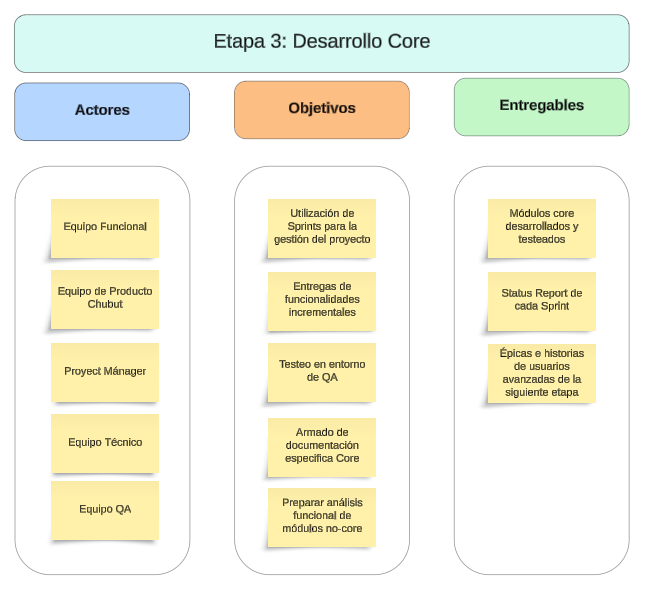 Etapa 3: Desarrollo Core
Actores
Objetivos
Entregables
Equipo Funcional
Equipo de Producto
Chubut
Proyect Mánager
Equipo Técnico
Equipo QA
Utilización de
Sprints para la
gestión del proyecto
Entregas de
funcionalidades
incrementales
Testeo en entorno
de QA
Armado de
documentación
especifica Core
Preparar análisis
funcional de
módulos no-core
Módulos core
desarrollados y
testeados
Status Report de
cada Sprint
Épicas e historias
de usuarios
avanzadas de la
siguiente etapa